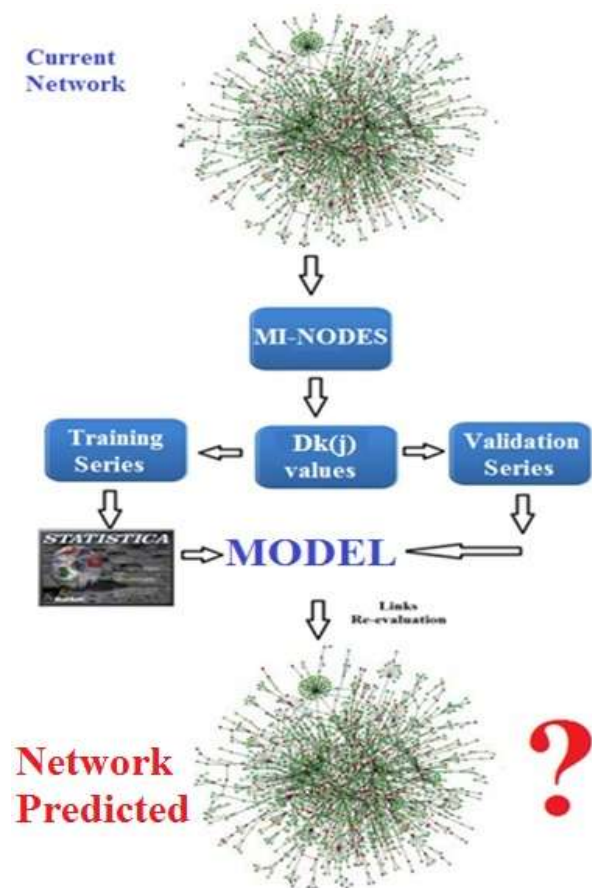 Current
Network
MI-NODES
Training
Series
Dk(j)
values
Validation
Series
STATISTICA
MODEL
Links
Re-evaluation
Network
Predicted
?